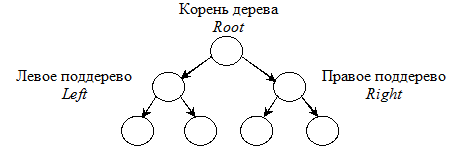 Корень дерева
Root
Левое поддерево
Left
Правое поддерево
Right